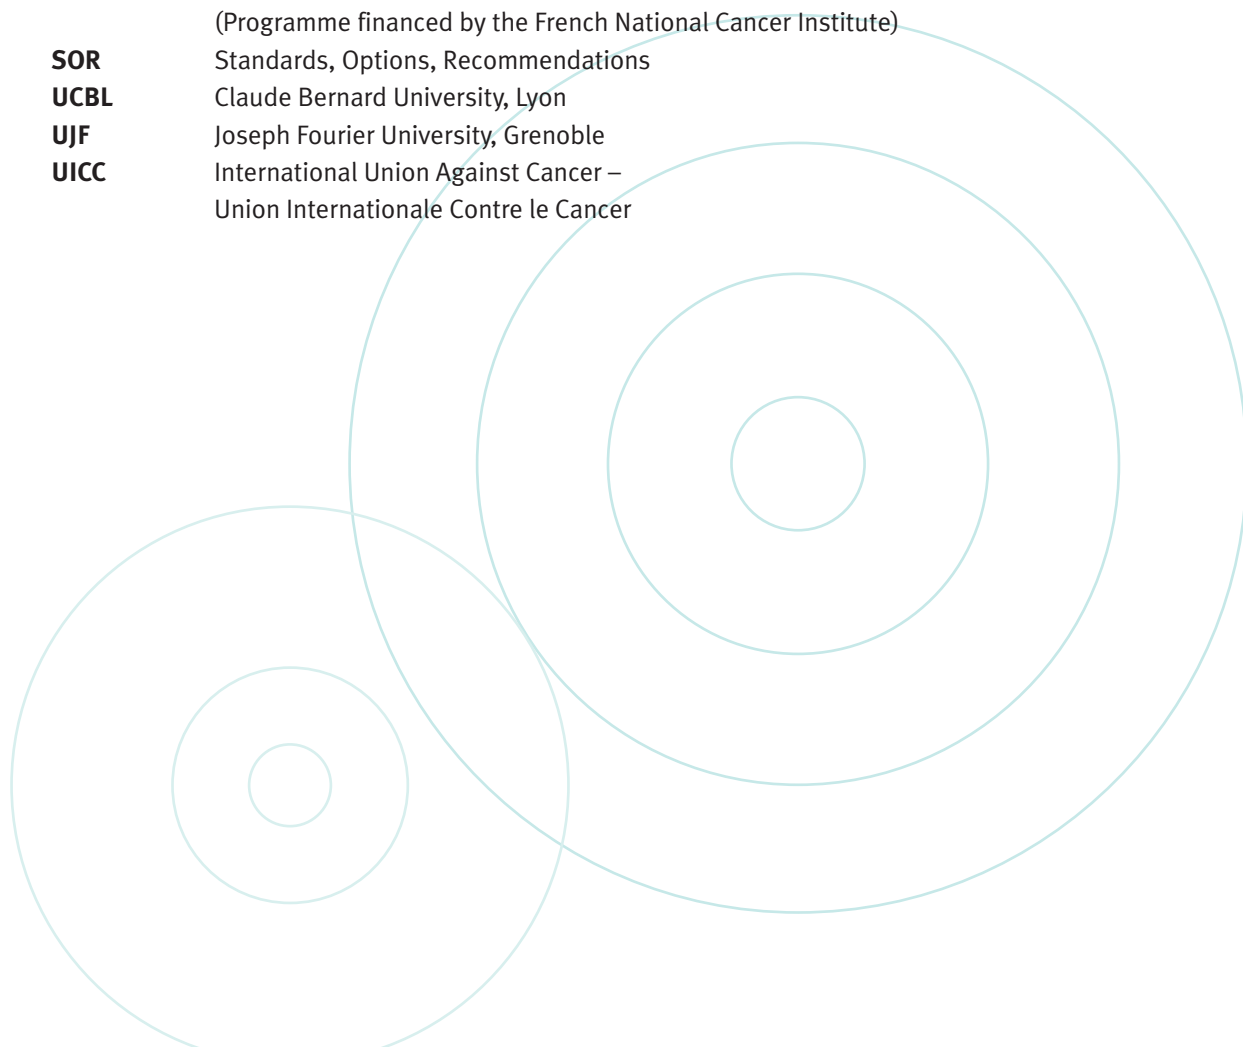 (Programme financed by the French National Cancer Institute)
SOR Standards, Options, Recommendations
UCBL Claude Bernard University, Lyon
UJF Joseph Fourier University, Grenoble
UICC International Union Against Cancer –
Union Internationale Contre le Cancer